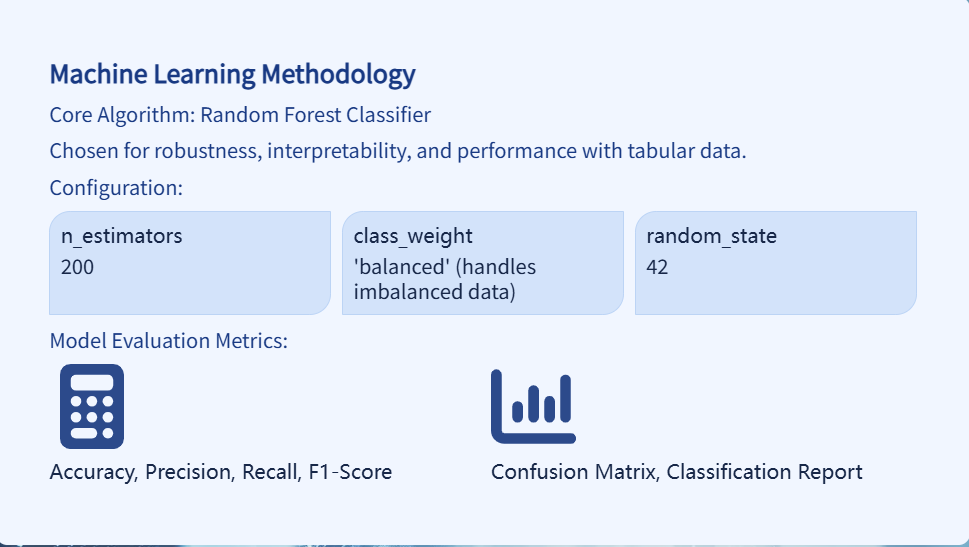 Machine Learning Methodology
Core Algorithm: Random Forest Classifier
Chosen for robustness, interpretability, and performance with tabular data.
Configuration:
n_estimators
200
class_weight
'balanced' (handles
imbalanced data)
random_state
42
Model Evaluation Metrics:
Accuracy, Precision, Recall, F1-Score
Confusion Matrix, Classification Report